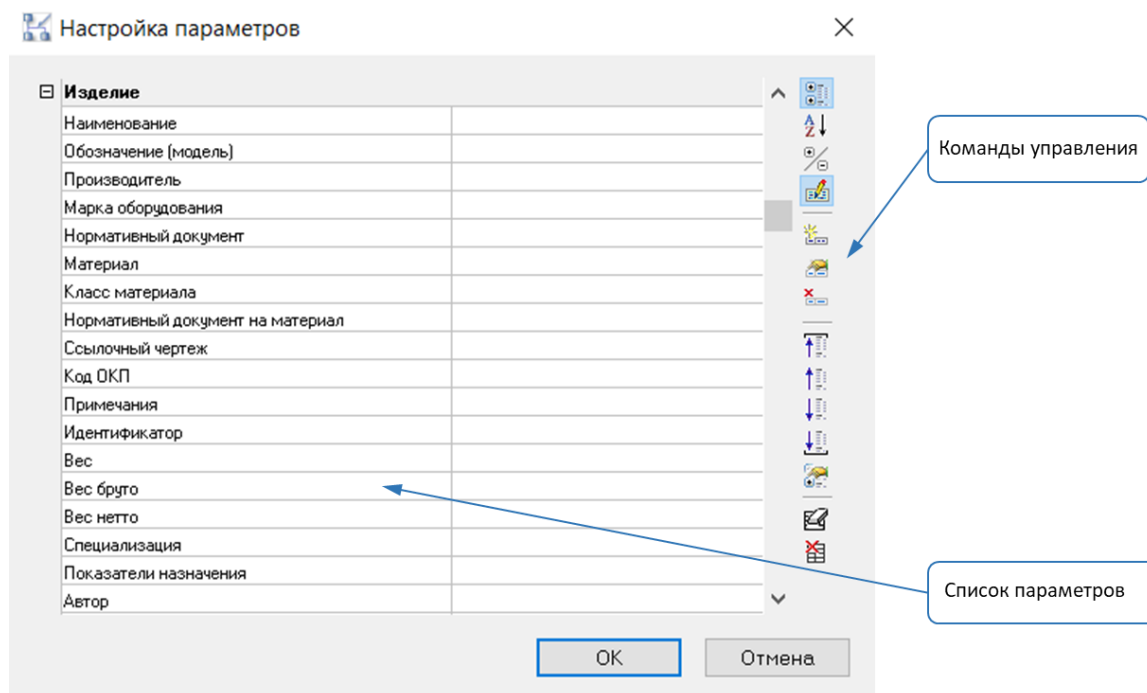 Настройка параметров
Изделие
Наименование
Обозначение (модель)
Производитель
Марка оборудования
Нормативный документ
Материал
Класс материала
Нормативный документ на материал
Ссылочный чертеж
Код ОКП
Примечания
Идентификатор
Вес
Вес бруто
Вес нетто
Специализация
Показатели назначения
Автор
Команды управления
Список параметров
OK
Отмена